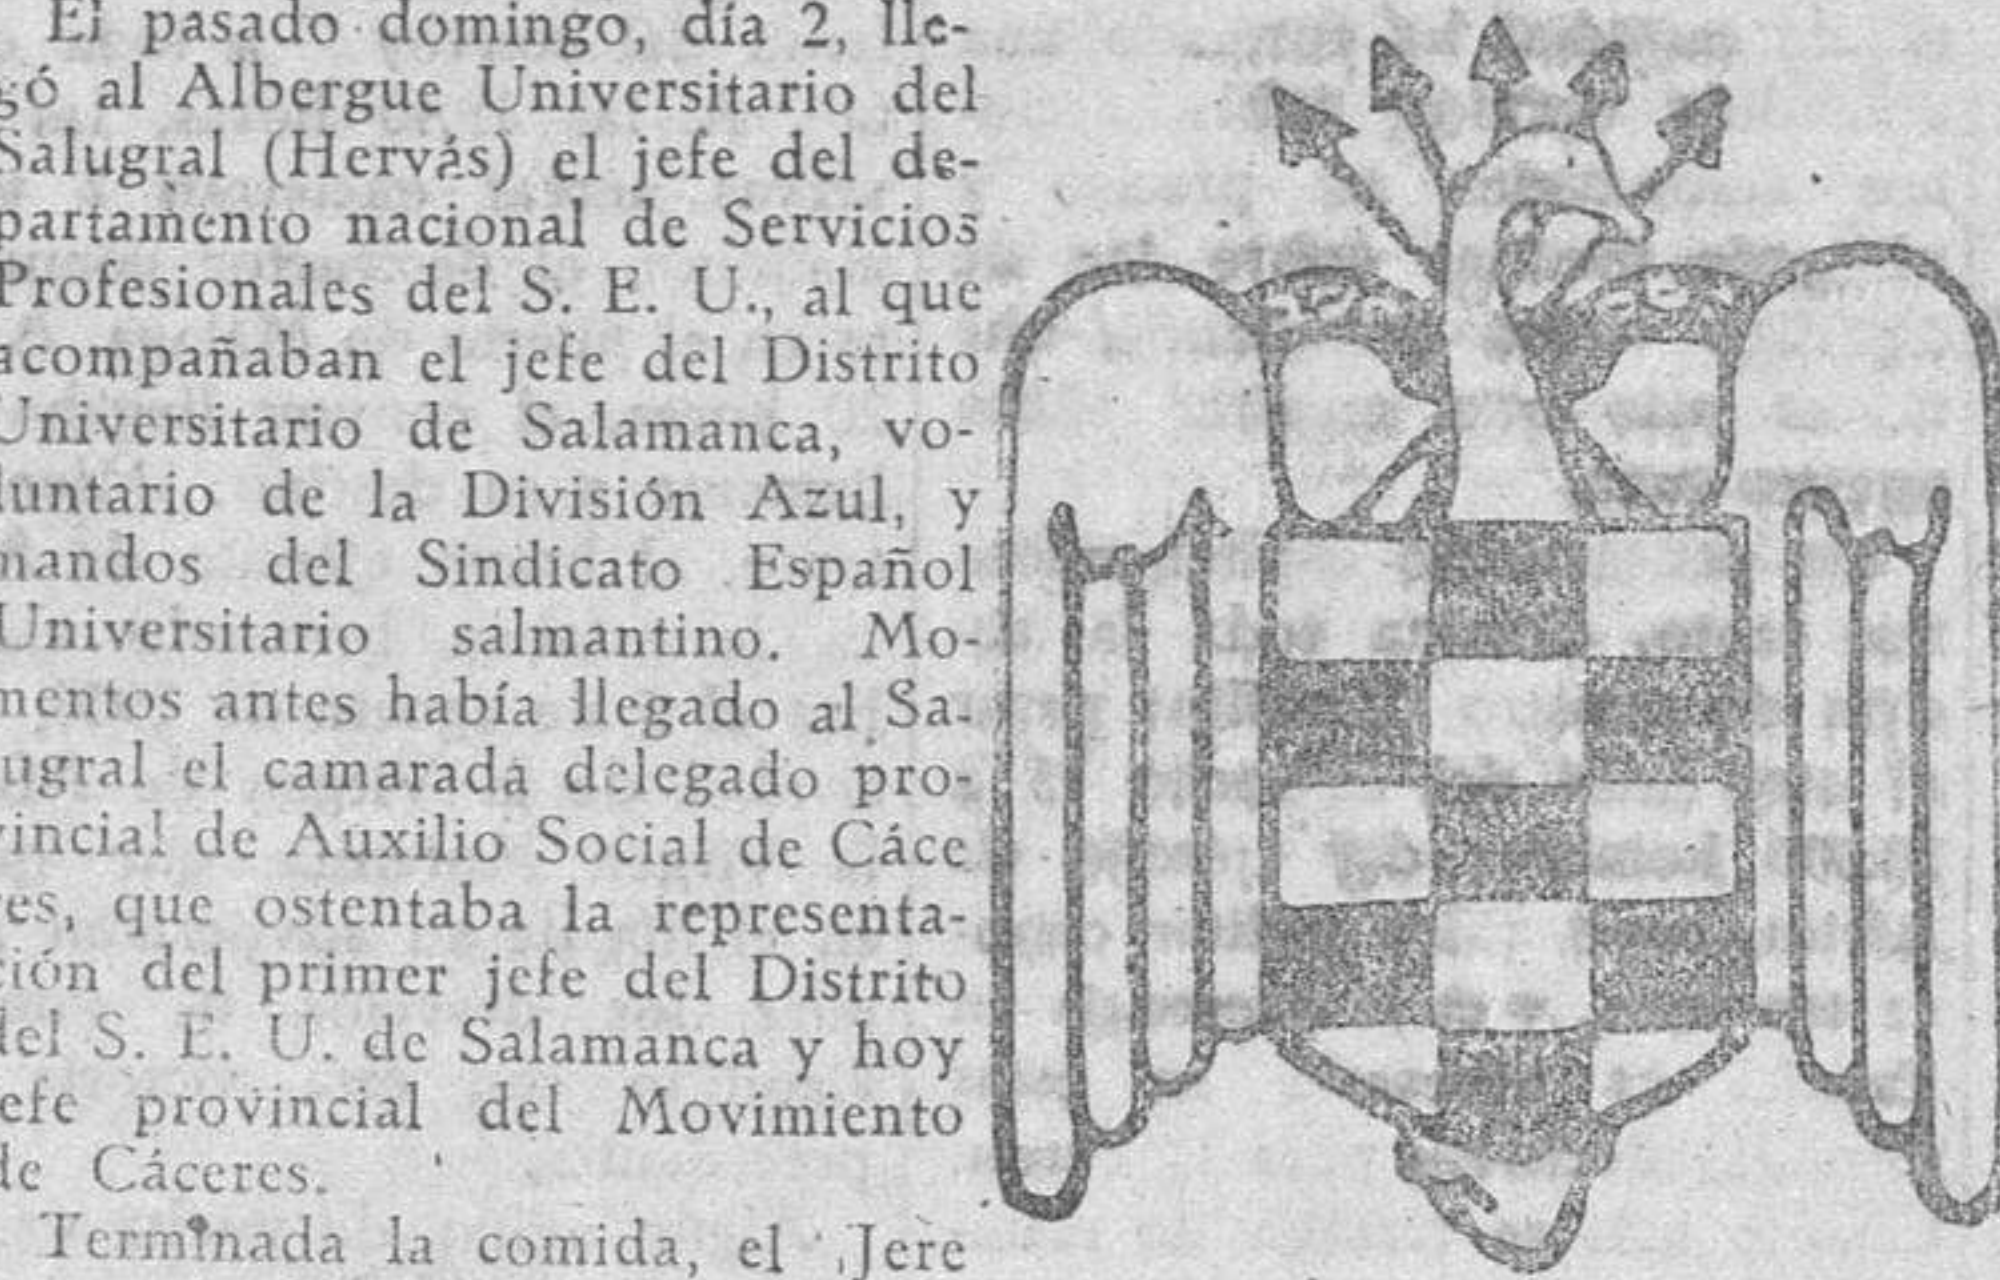 El pasado domingo, día 2, lle-
gó al Albergue Universitario del
Salugral (Hervás) el jefe del de-
partamento nacional de Servicios
Profesionales del S. E. U., al que
acompañaban el jefe del Distrito
Universitario de Salamanca, vo-
luntario de la División Azul, y
mandos del Sindicato Español
Universitario salmantino. Mo-
mentos antes había llegado al Sa-
lugral el camarada delegado pro-
vincial de Auxilio Social de Cáce
res, que ostentaba la representa-
ción del primer jefe del Distrito
del S. E. U. de Salamanca y hoy
jefe provincial del Movimiento
de Cáceres.
Terminada la comida, el Jere